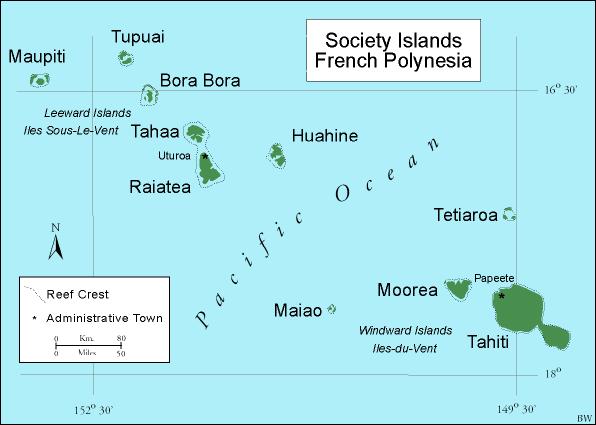 Society Islands
French Polynesia
Tupuai
Maupiti
Bora Bora
16° 30'
Leeward Islands
Iles Sous-Le-Vent
Tahaa
Huahine
Uturoa
Raiatea
Pacific Ocean
Tetiaroa
N
Papeete
Moorea
Maiao
Windward Islands
Iles-du-Vent
Tahiti
Reef Crest
* Administrative Town
0 Km. 80
0 Miles 50
18°
152° 30'
149° 30'
BW